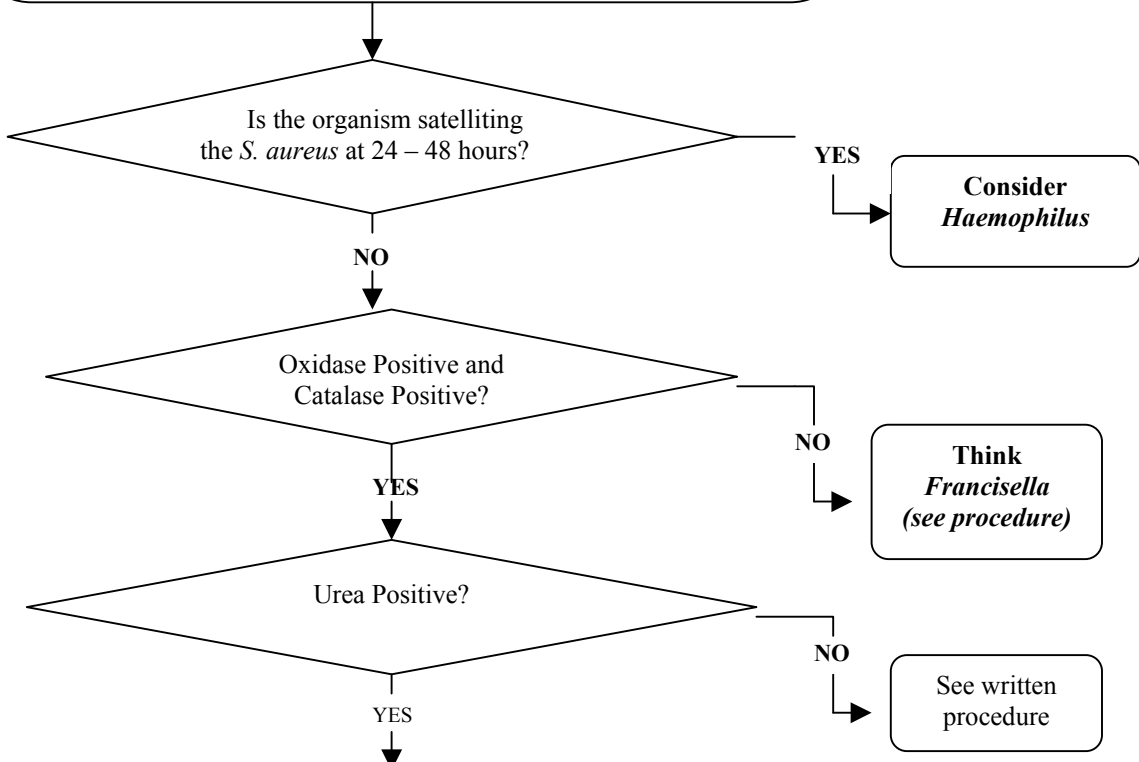 Is the organism satelliting
the S. aureus at 24 – 48 hours?
YES
Consider
Haemophilus
NO
Oxidase Positive and
Catalase Positive?
NO
Think
Francisella
(see procedure)
YES
Urea Positive?
NO
See written
procedure
YES